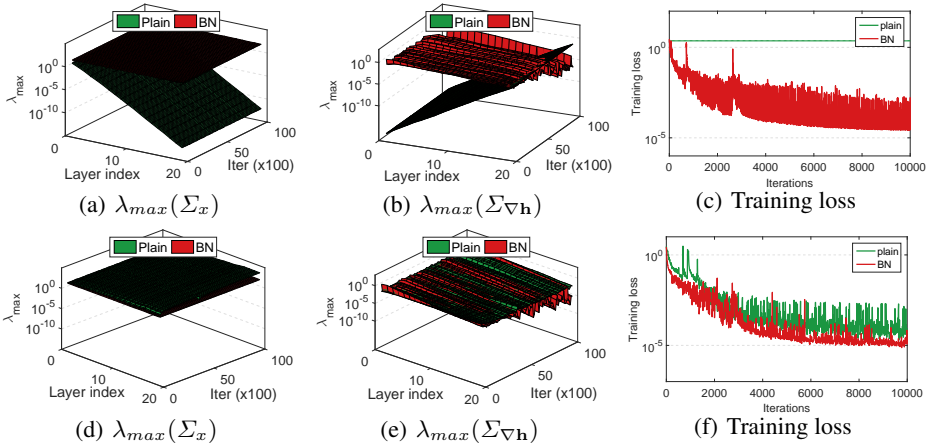 Plain BN
λmax
10^0
10^-5
10^-10
0
10
20
Layer index
0
50
100
Iter (x100)
(a) λmax(Σx)
Plain BN
λmax
10^0
10^-5
10^-10
0
10
20
Layer index
0
50
100
Iter (x100)
(b) λmax(Σ∇h)
plain
BN
Training loss
10^0
10^-5
0 2000 4000 6000 8000 10000
Iterations
(c) Training loss
Plain BN
λmax
10^0
10^-5
10^-10
0
10
20
Layer index
0
50
100
Iter (x100)
(d) λmax(Σx)
Plain BN
λmax
10^0
10^-5
10^-10
0
10
20
Layer index
0
50
100
Iter (x100)
(e) λmax(Σ∇h)
plain
BN
Training loss
10^0
10^-5
0 2000 4000 6000 8000 10000
Iterations
(f) Training loss